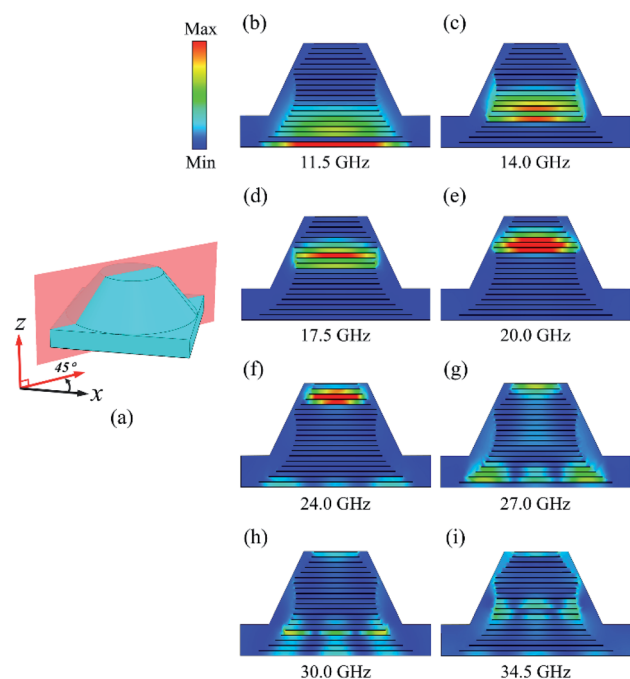 (b)
(c)
Max
Min
11.5 GHz
14.0 GHz
(d)
(e)
17.5 GHz
20.0 GHz
z
45°
x
(a)
(f)
(g)
24.0 GHz
27.0 GHz
(h)
(i)
30.0 GHz
34.5 GHz